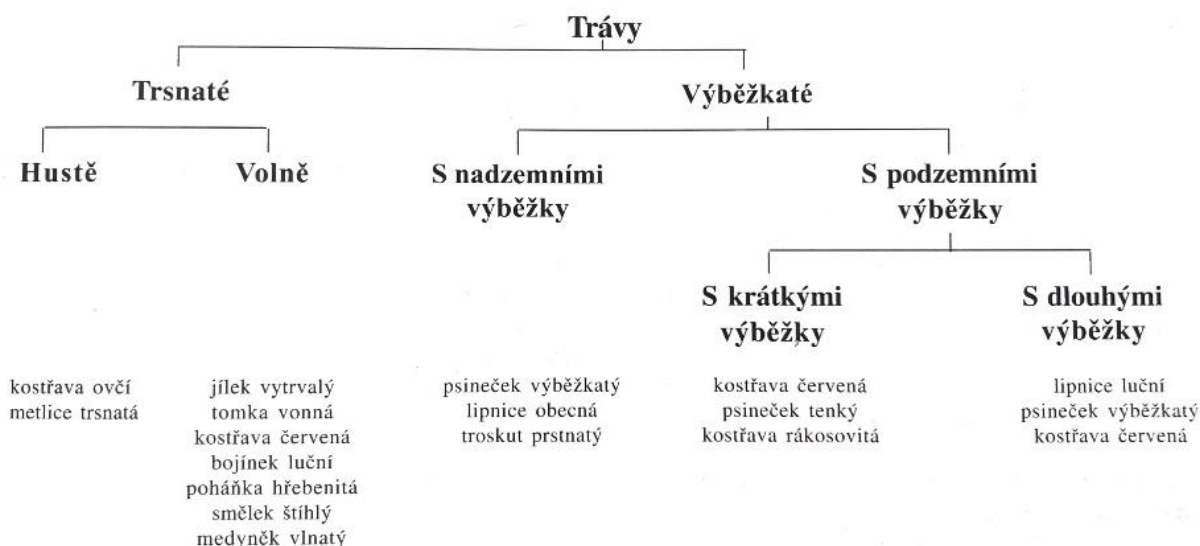 Trávy
Trsnaté
Výběžkaté
Hustě
Volně
S nadzemními
výběžky
S podzemními
výběžky
S krátkými
výběžky
S dlouhými
výběžky
kostřava ovčí
metlice trsnatá
jílek vytrvalý
tomka vonná
kostřava červená
bojínek luční
poháňka hřebenitá
smělek štíhlý
medyněk vlnatý
psineček výběžkatý
lipnice obecná
troskut prstnatý
kostřava červená
psineček tenký
kostřava rákosovitá
lipnice luční
psineček výběžkatý
kostřava červená